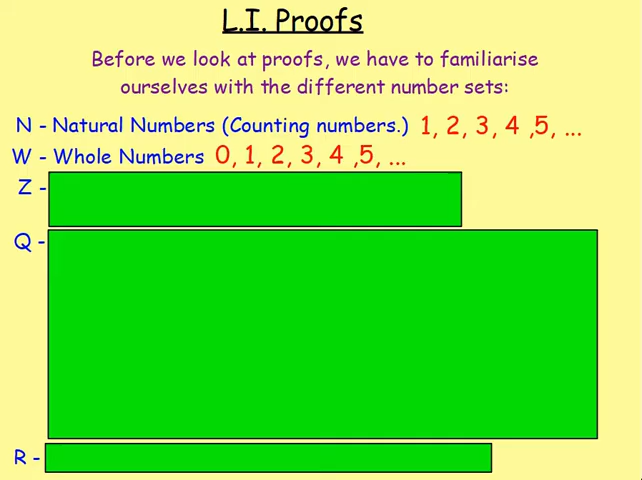 L.I. Proofs
Before we look at proofs, we have to familiarise
ourselves with the different number sets:
N - Natural Numbers (Counting numbers.) 1, 2, 3, 4 ,5, ...
W - Whole Numbers 0, 1, 2, 3, 4 ,5, ...
Z -
Q -
R -